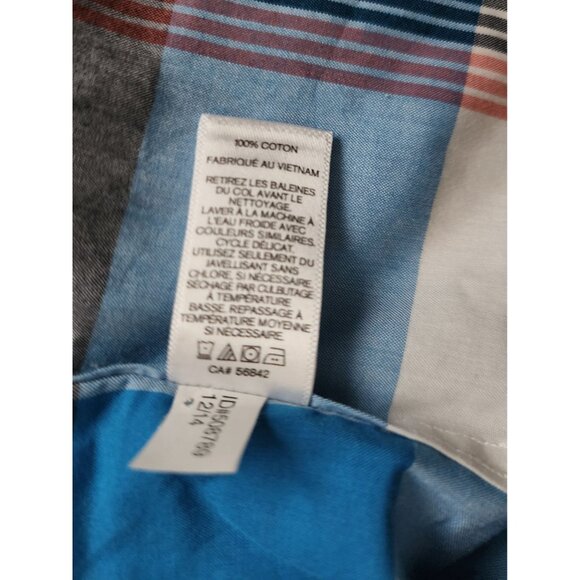 100% COTON
FABRIQUÉ AU VIETNAM
RETIREZ LES BALEINES
DU COL AVANT LE
NETTOYAGE.
LAVER À LA MACHINE À
L'EAU FROIDE AVEC
COULEURS SIMILAIRES.
CYCLE DÉLICAT.
UTILISEZ SEULEMENT DU
JAVELLISANT SANS
CHLORE, SI NÉCESSAIRE.
SÉCHAGE PAR CULBUTAGE
À TEMPÉRATURE
BASSE. REPASSAGE À
TEMPÉRATURE MOYENNE
SI NÉCESSAIRE.
CA# 56842
12/14